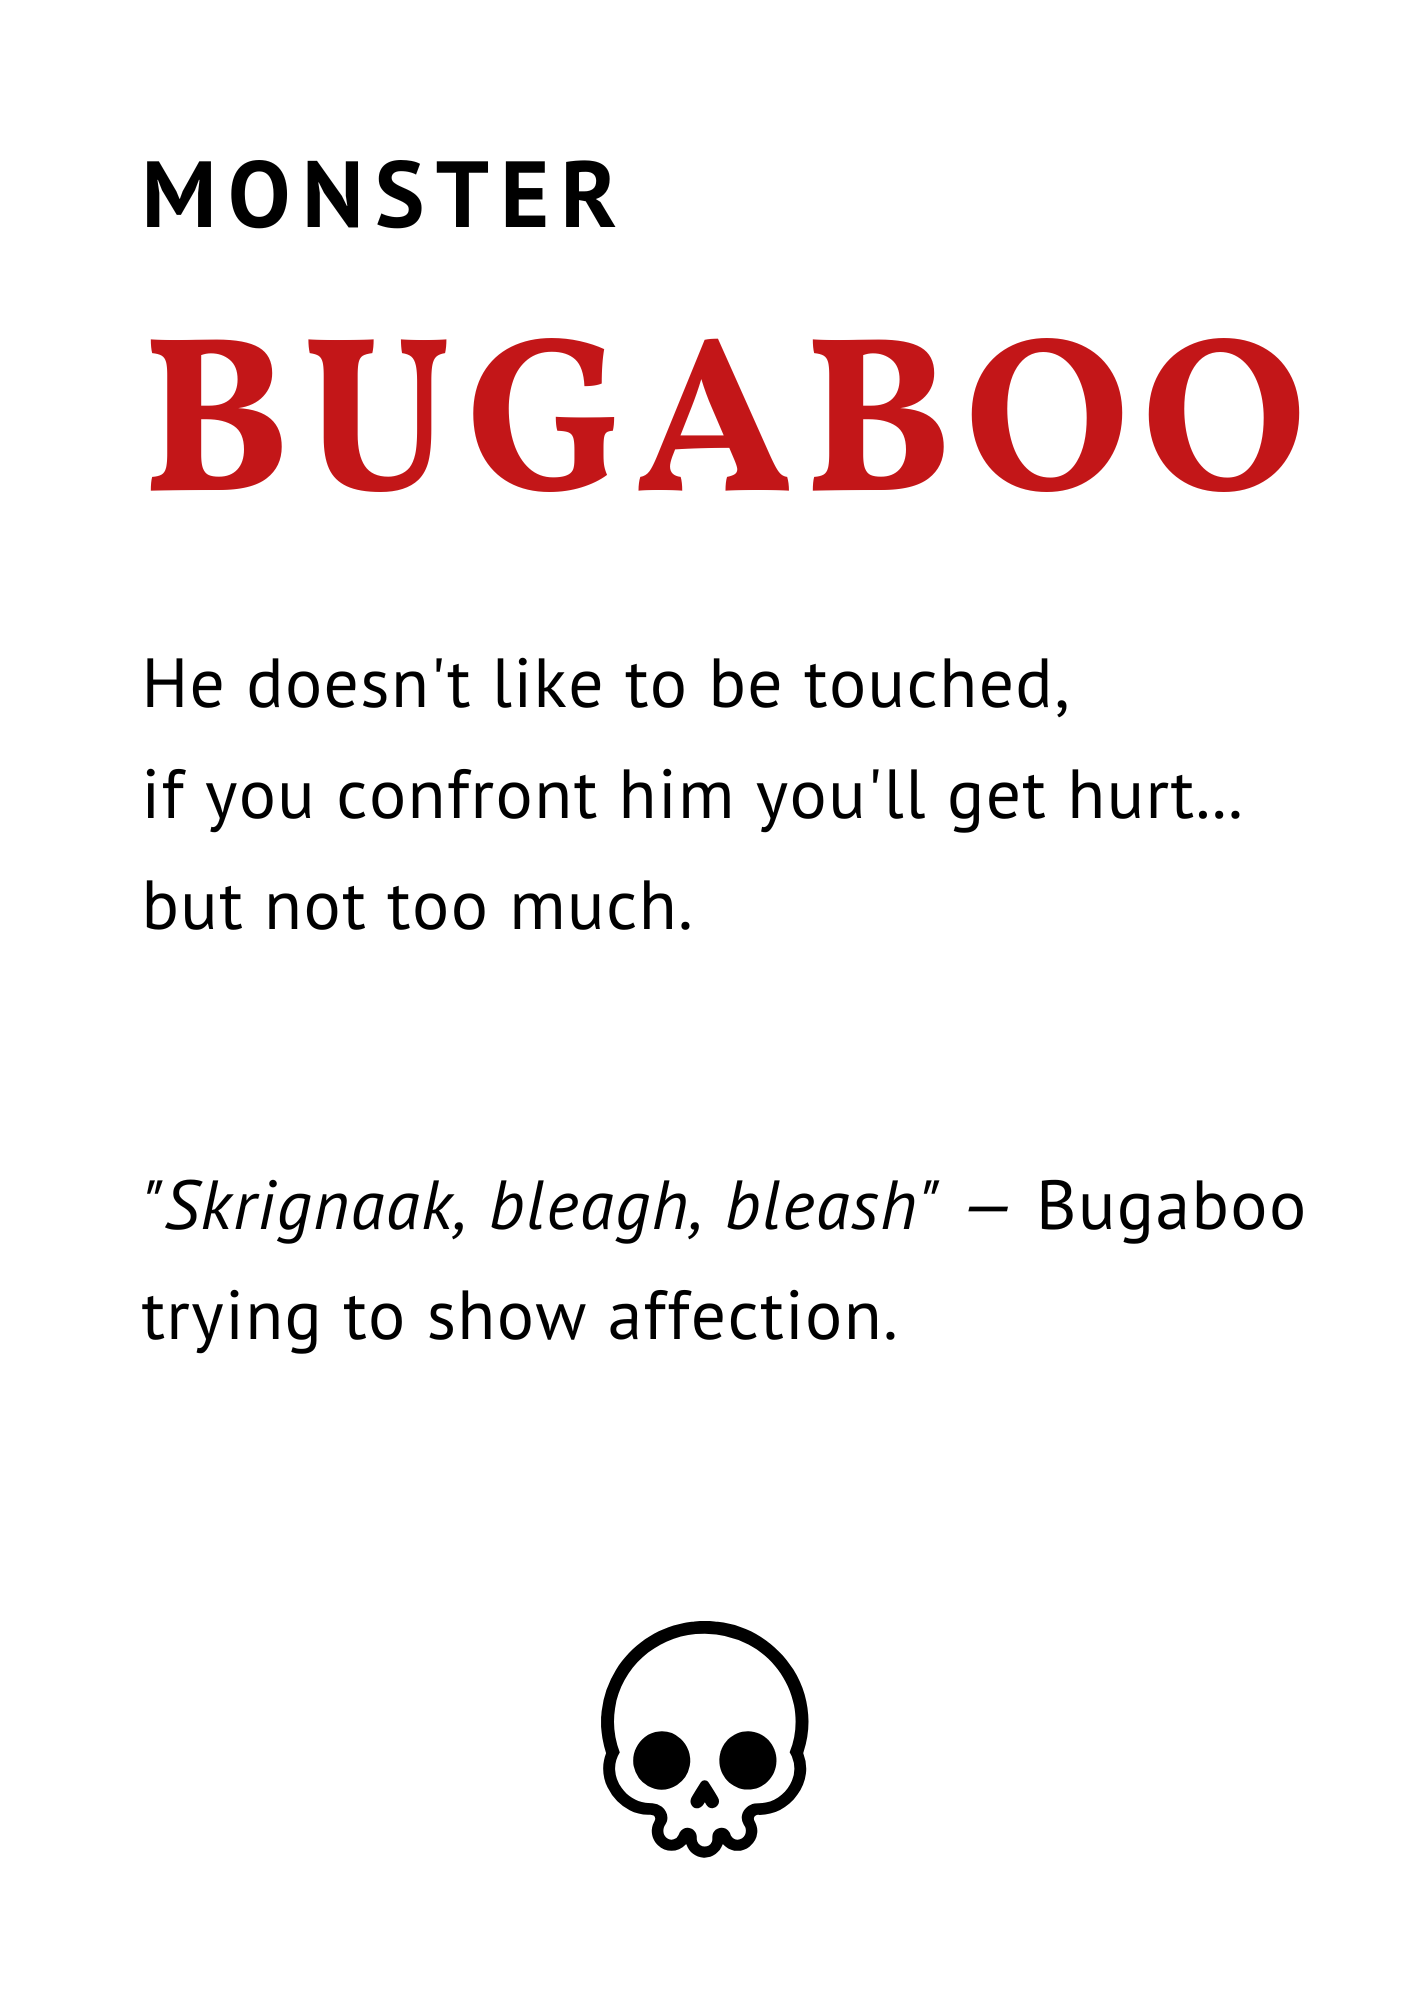 MONSTER
BUGABOO
He doesn't like to be touched,
if you confront him you'll get hurt...
but not too much.
"Skrignaak, bleagh, bleash" — Bugaboo
trying to show affection.